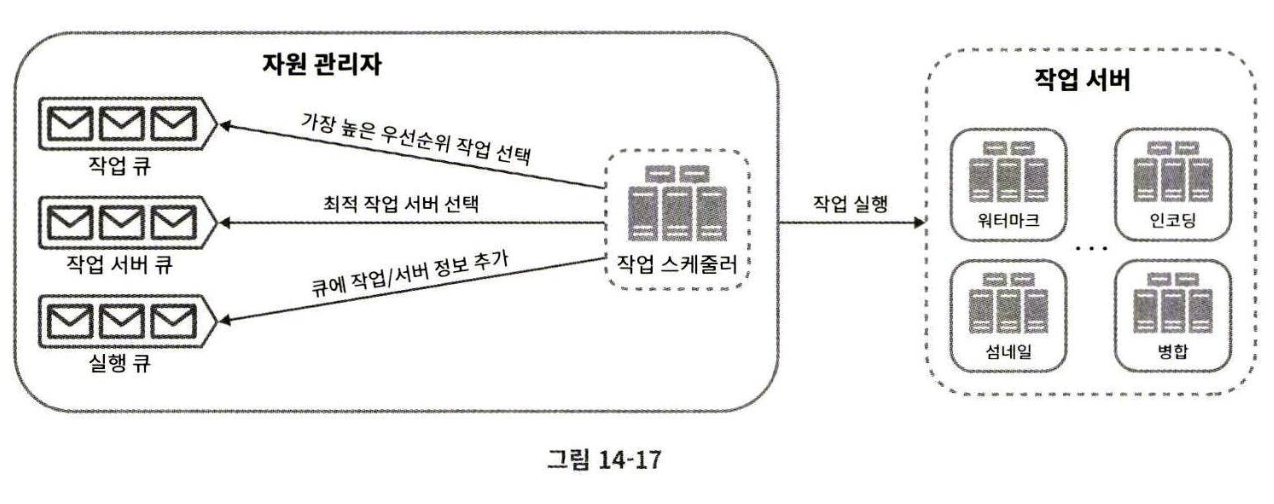 자원 관리자
작업 큐
가장 높은 우선순위 작업 선택
작업 서버 큐
최적 작업 서버 선택
실행 큐
큐에 작업/서버 정보 추가
작업 스케줄러
작업 실행
작업 서버
워터마크
인코딩
...
섬네일
병합
그림 14-17